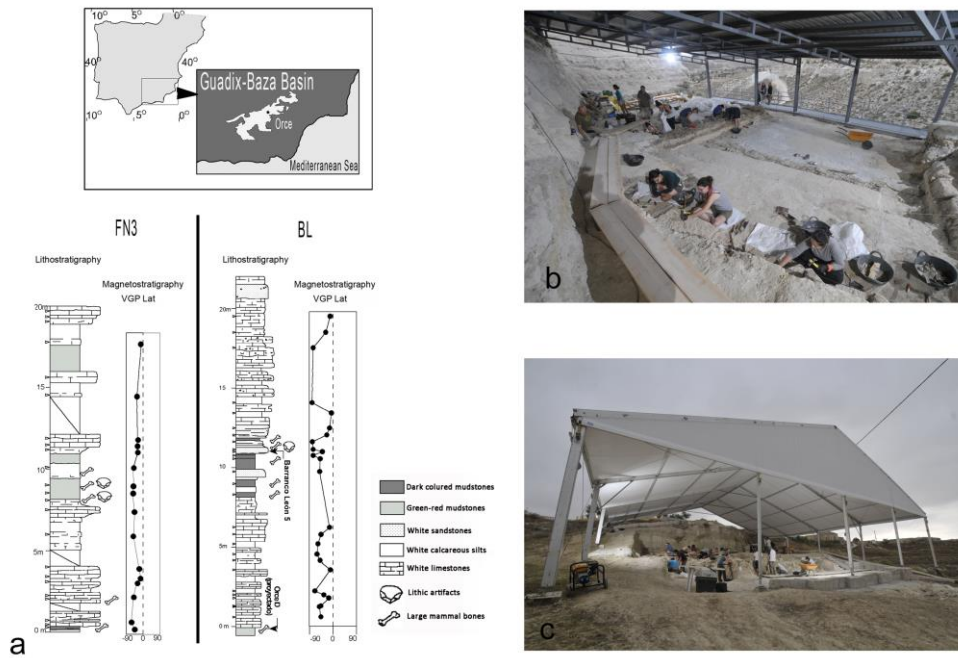 10° 5° 0°
40° 40°
10° 5° 0°
Guadix-Baza Basin
Orce
Mediterranean Sea
FN3
BL
Lithostratigraphy
Magnetostratigraphy
VGP Lat
20m
15
10
5m
0 m
-90 0 90
Lithostratigraphy
Magnetostratigraphy
VGP Lat
20m
15
10
5m
0 m
-90 0 90
Barranco León 5
Orce D
(proyectado)
Dark colured mudstones
Green-red mudstones
White sandstones
White calcareous silts
White limestones
Lithic artifacts
Large mammal bones
a
b
c